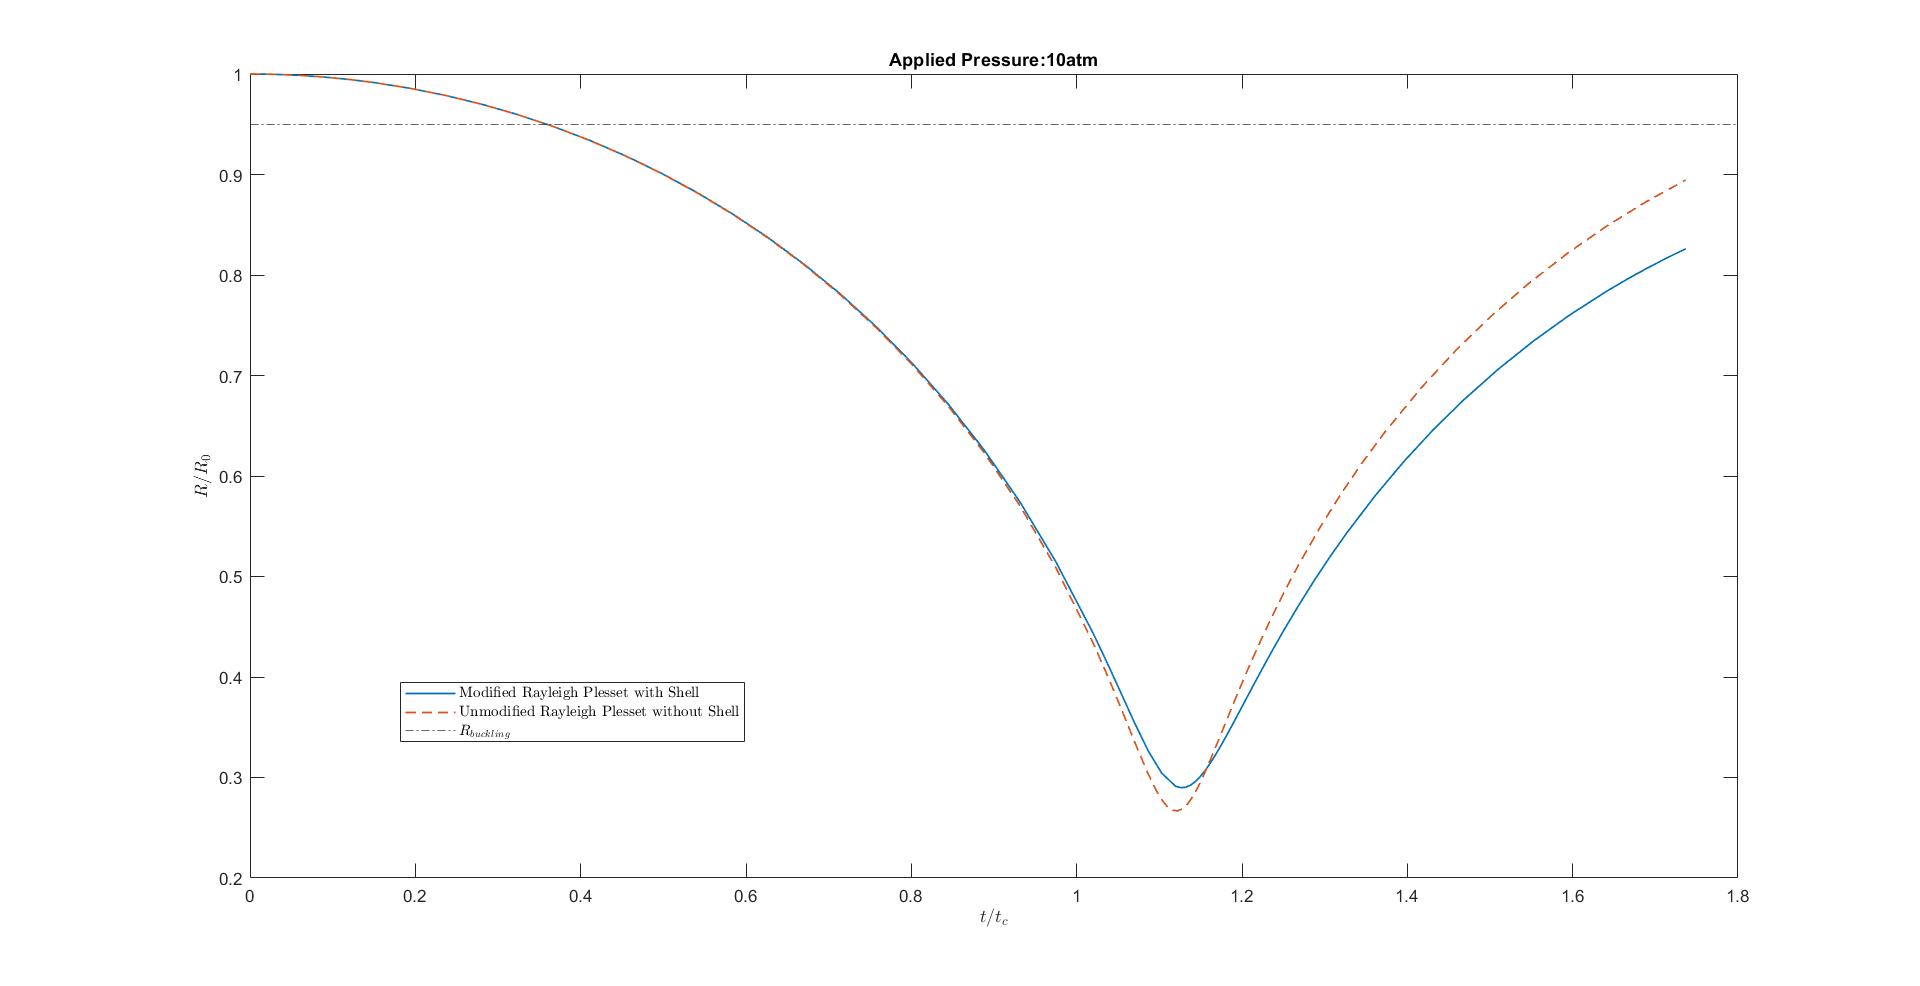 Applied Pressure:10atm
1
0.9
0.8
0.7
0.6
0.5
0.4
0.3
0.2
R/R₀
Modified Rayleigh Plesset with Shell
Unmodified Rayleigh Plesset without Shell
R_buckling
0 0.2 0.4 0.6 0.8 1 1.2 1.4 1.6 1.8
t/t_c